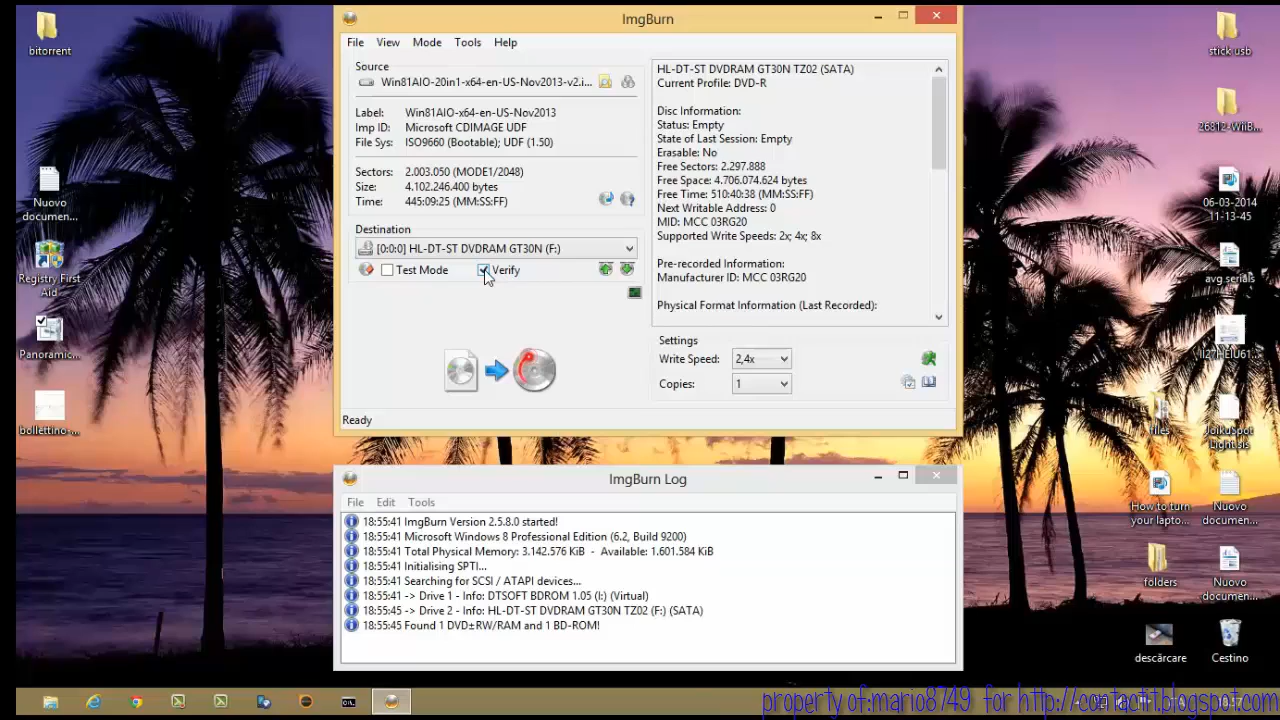 bitorrent
Nuovo
documen...
Registry First
Aid
Panoramic...
bollettino-...
ImgBurn
File View Mode Tools Help
Source
Win81AIO-20in1-x64-en-US-Nov2013-v2.i...
Label: Win81AIO-x64-en-US-Nov2013
Imp ID: Microsoft CDIMAGE UDF
File Sys: ISO9660 (Bootable); UDF (1.50)
Sectors: 2.003.050 (MODE1/2048)
Size: 4.102.246.400 bytes
Time: 445:09:25 (MM:SS:FF)
Destination
[0:0:0] HL-DT-ST DVDRAM GT30N (F:)
Test Mode Verify
HL-DT-ST DVDRAM GT30N TZ02 (SATA)
Current Profile: DVD-R
Disc Information:
Status: Empty
State of Last Session: Empty
Erasable: No
Free Sectors: 2.297.888
Free Space: 4.706.074.624 bytes
Free Time: 510:40:38 (MM:SS:FF)
Next Writable Address: 0
MID: MCC 03RG20
Supported Write Speeds: 2x; 4x; 8x
Pre-recorded Information:
Manufacturer ID: MCC 03RG20
Physical Format Information (Last Recorded):
Settings
Write Speed: 2,4x
Copies: 1
Ready
ImgBurn Log
File Edit Tools
18:55:41 ImgBurn Version 2.5.8.0 started!
18:55:41 Microsoft Windows 8 Professional Edition (6.2, Build 9200)
18:55:41 Total Physical Memory: 3.142.576 KiB - Available: 1.601.584 KiB
18:55:41 Initialising SPTI...
18:55:41 Searching for SCSI / ATAPI devices...
18:55:41 -> Drive 1 - Info: DTSOFT BDROM 1.05 (I:) (Virtual)
18:55:45 -> Drive 2 - Info: HL-DT-ST DVDRAM GT30N TZ02 (F:) (SATA)
18:55:45 Found 1 DVD±RW/RAM and 1 BD-ROM!
stick usb
26812-WilB...
06-03-2014
11-13-45
avg serials
files
JoikuSpot
Light.sis
How to turn
your lapto...
Nuovo
documen...
folders
Nuovo
documen...
descărcare
Cestino
property of:mario8749 for http://contactit.blogspot.com